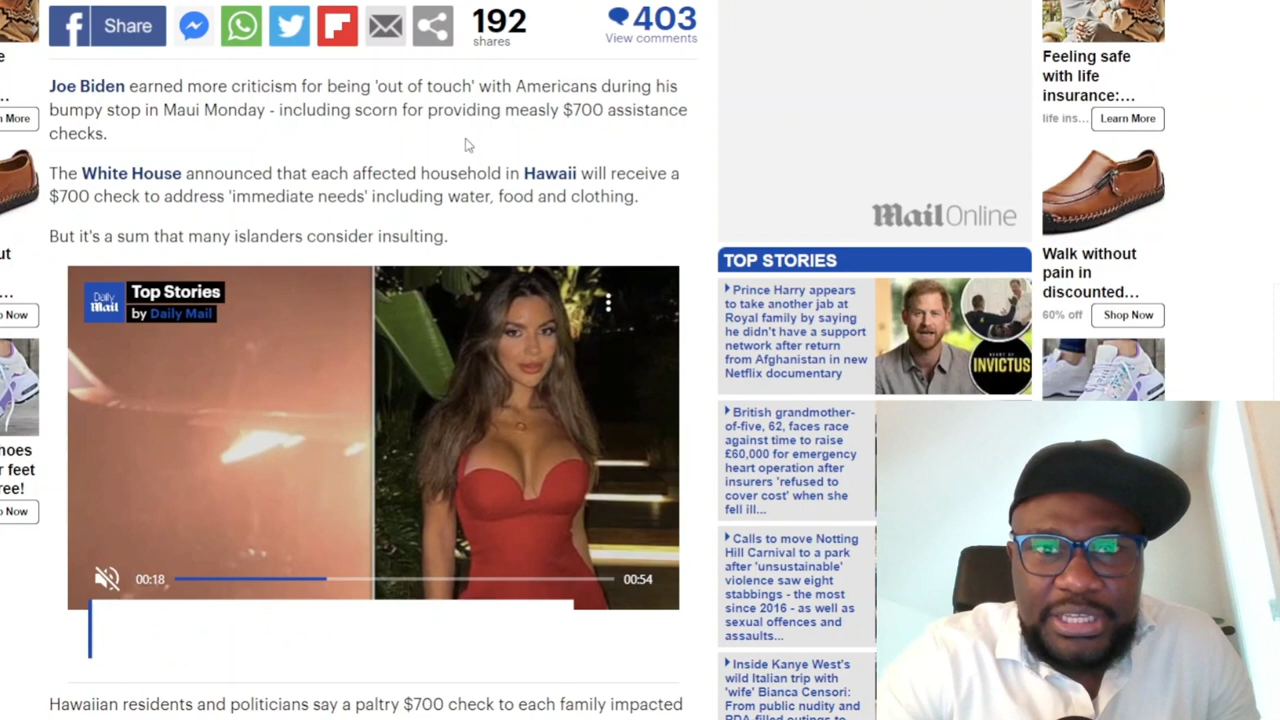 Share
192
shares
403
View comments
Joe Biden earned more criticism for being 'out of touch' with Americans during his
bumpy stop in Maui Monday - including scorn for providing measly $700 assistance
checks.
The White House announced that each affected household in Hawaii will receive a
$700 check to address 'immediate needs' including water, food and clothing.
But it's a sum that many islanders consider insulting.
Daily
Mail
Top Stories
by Daily Mail
00:18
00:54
Hawaiian residents and politicians say a paltry $700 check to each family impacted
MailOnline
TOP STORIES
Prince Harry appears
to take another jab at
Royal family by saying
he didn't have a support
network after return
from Afghanistan in new
Netflix documentary
INVICTUS
British grandmother-
of-five, 62, faces race
against time to raise
£60,000 for emergency
heart operation after
insurers 'refused to
cover cost' when she
fell ill...
Calls to move Notting
Hill Carnival to a park
after 'unsustainable'
violence saw eight
stabbings - the most
since 2016 - as well as
sexual offences and
assaults...
Inside Kanye West's
wild Italian trip with
'wife' Bianca Censori:
From public nudity and
PDA-filled outings to
Feeling safe
with life
insurance:...
life ins...
Learn More
Walk without
pain in
discounted...
60% off
Shop Now